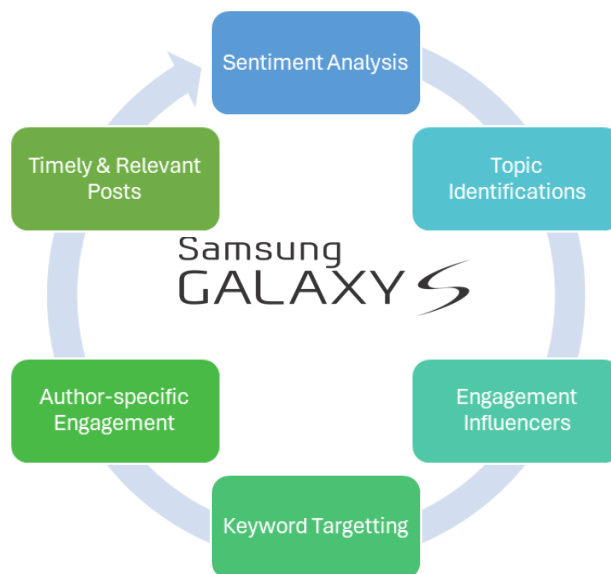 Sentiment Analysis
Topic
Identifications
Engagement
Influencers
Keyword Targetting
Author-specific
Engagement
Timely & Relevant
Posts
Samsung
GALAXY S